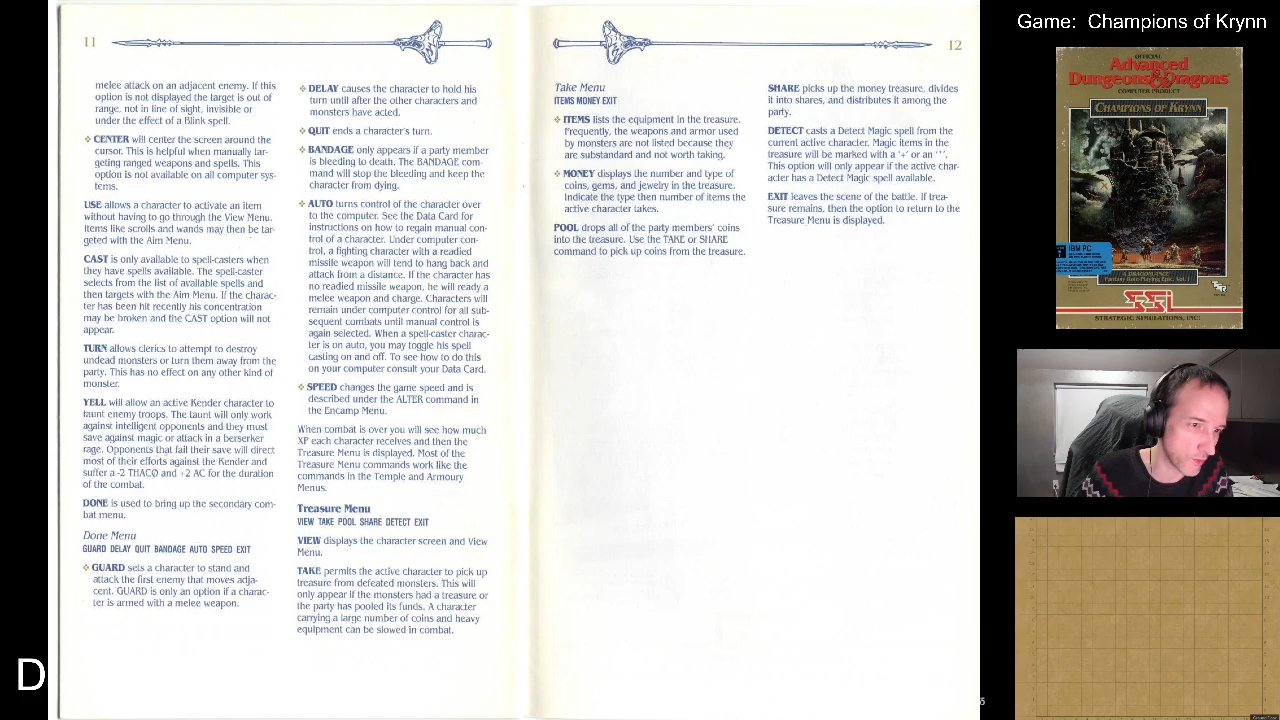 Game: Champions of Krynn
11
melee attack on an adjacent enemy. If this
option is not displayed the target is out of
range, not in line of sight, invisible or
under the effect of a Blink spell.
CENTER will center the screen around the
cursor. This is helpful when manually tar-
geting ranged weapons and spells. This
option is not available on all computer sys-
tems.
USE allows a character to activate an item
without having to go through the View Menu.
Items like scrolls and wands may then be tar-
geted with the Aim Menu.
CAST is only available to spell-casters when
they have spells available. The spell-caster
selects from the list of available spells and
then targets with the Aim Menu. If the charac-
ter has been hit recently his concentration
may be broken and the CAST option will not
appear.
TURN allows clerics to attempt to destroy
undead monsters or turn them away from the
party. This has no effect on any other kind of
monster.
YELL will allow an active Kender character to
taunt enemy troops. The taunt will only work
against intelligent opponents and they must
save against magic or attack in a berserker
rage. Opponents that fail their save will direct
most of their efforts against the Kender and
suffer a -2 THACO and +2 AC for the duration
of the combat.
DONE is used to bring up the secondary com-
bat menu.
Done Menu
GUARD DELAY QUIT BANDAGE AUTO SPEED EXIT
GUARD sets a character to stand and
attack the first enemy that moves adja-
cent. GUARD is only an option if a charac-
ter is armed with a melee weapon.
DELAY causes the character to hold his
turn until after the other characters and
monsters have acted.
QUIT ends a character's turn.
BANDAGE only appears if a party member
is bleeding to death. The BANDAGE com-
mand will stop the bleeding and keep the
character from dying.
AUTO turns control of the character over
to the computer. See the Data Card for
instructions on how to regain manual con-
trol of a character. Under computer con-
trol, a fighting character with a readied
missile weapon will tend to hang back and
attack from a distance. If the character has
no readied missile weapon, he will ready a
melee weapon and charge. Characters will
remain under computer control for all sub-
sequent combats until manual control is
again selected. When a spell-caster charac-
ter is on auto, you may toggle his spell
casting on and off. To see how to do this
on your computer consult your Data Card.
SPEED changes the game speed and is
described under the ALTER command in
the Encamp Menu.
When combat is over you will see how much
XP each character receives and then the
Treasure Menu is displayed. Most of the
Treasure Menu commands work like the
commands in the Temple and Armoury
Menus.
Treasure Menu
VIEW TAKE POOL SHARE DETECT EXIT
VIEW displays the character screen and View
Menu.
TAKE permits the active character to pick up
treasure from defeated monsters. This will
only appear if the monsters had a treasure or
the party has pooled its funds. A character
carrying a large number of coins and heavy
equipment can be slowed in combat.
12
Take Menu
ITEMS MONEY EXIT
ITEMS lists the equipment in the treasure.
Frequently, the weapons and armor used
by monsters are not listed because they
are substandard and not worth taking.
MONEY displays the number and type of
coins, gems, and jewelry in the treasure.
Indicate the type then number of items the
active character takes.
POOL drops all of the party members' coins
into the treasure. Use the TAKE or SHARE
command to pick up coins from the treasure.
SHARE picks up the money treasure, divides
it into shares, and distributes it among the
party.
DETECT casts a Detect Magic spell from the
current active character. Magic items in the
treasure will be marked with a '+' or an '*'.
This option will only appear if the active char-
acter has a Detect Magic spell available.
EXIT leaves the scene of the battle. If trea-
sure remains, then the option to return to the
Treasure Menu is displayed.
OFFICIAL
Advanced
Dungeons & Dragons
COMPUTER PRODUCT
CHAMPIONS OF KRYNN
IBM PC
A DRAGONLANCE
Fantasy Role-Playing Epic, Vol. I
TSR
SSI
STRATEGIC SIMULATIONS, INC.
D